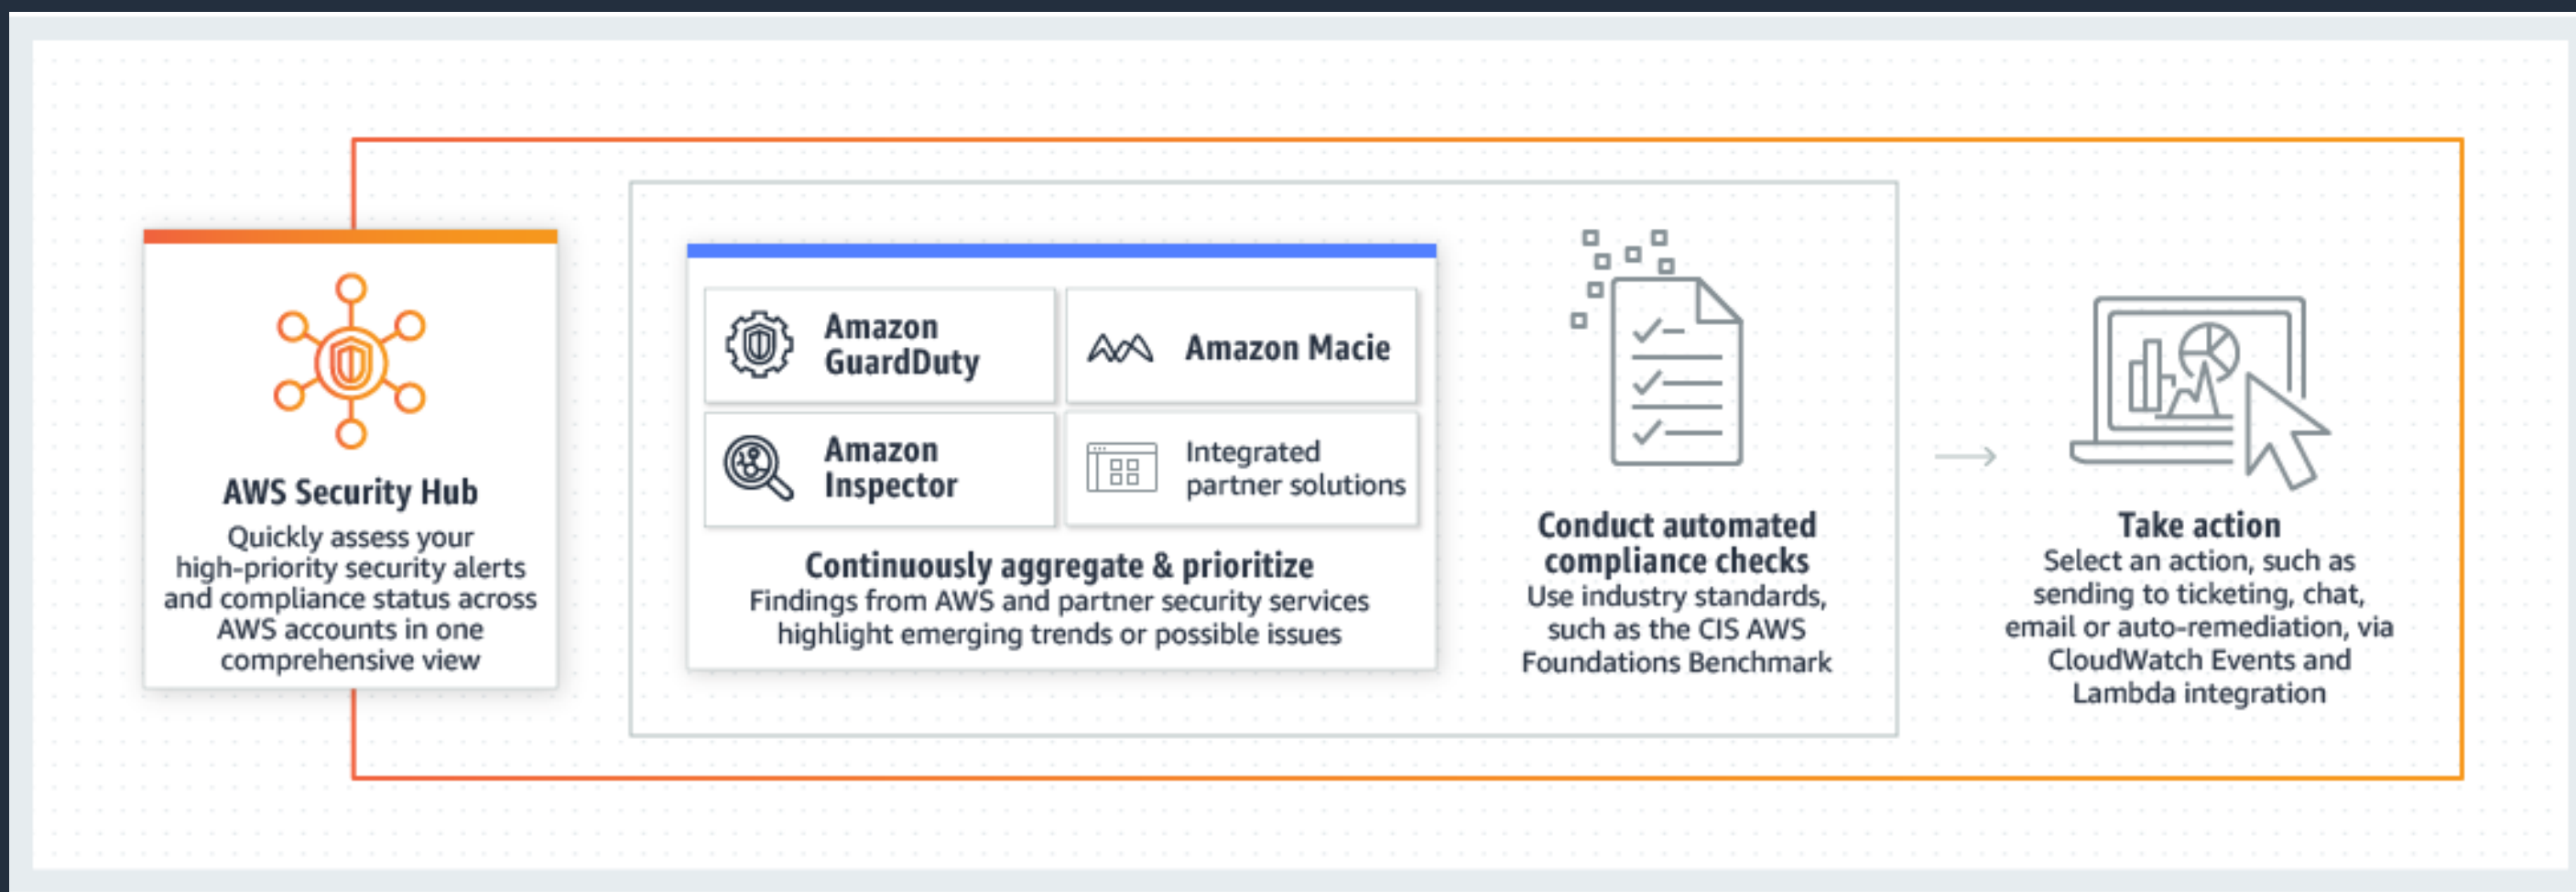 AWS Security Hub
Quickly assess your
high-priority security alerts
and compliance status across
AWS accounts in one
comprehensive view
Amazon
GuardDuty
Amazon Macie
Amazon
Inspector
Integrated
partner solutions
Continuously aggregate & prioritize
Findings from AWS and partner security services
highlight emerging trends or possible issues
Conduct automated
compliance checks
Use industry standards,
such as the CIS AWS
Foundations Benchmark
Take action
Select an action, such as
sending to ticketing, chat,
email or auto-remediation, via
CloudWatch Events and
Lambda integration